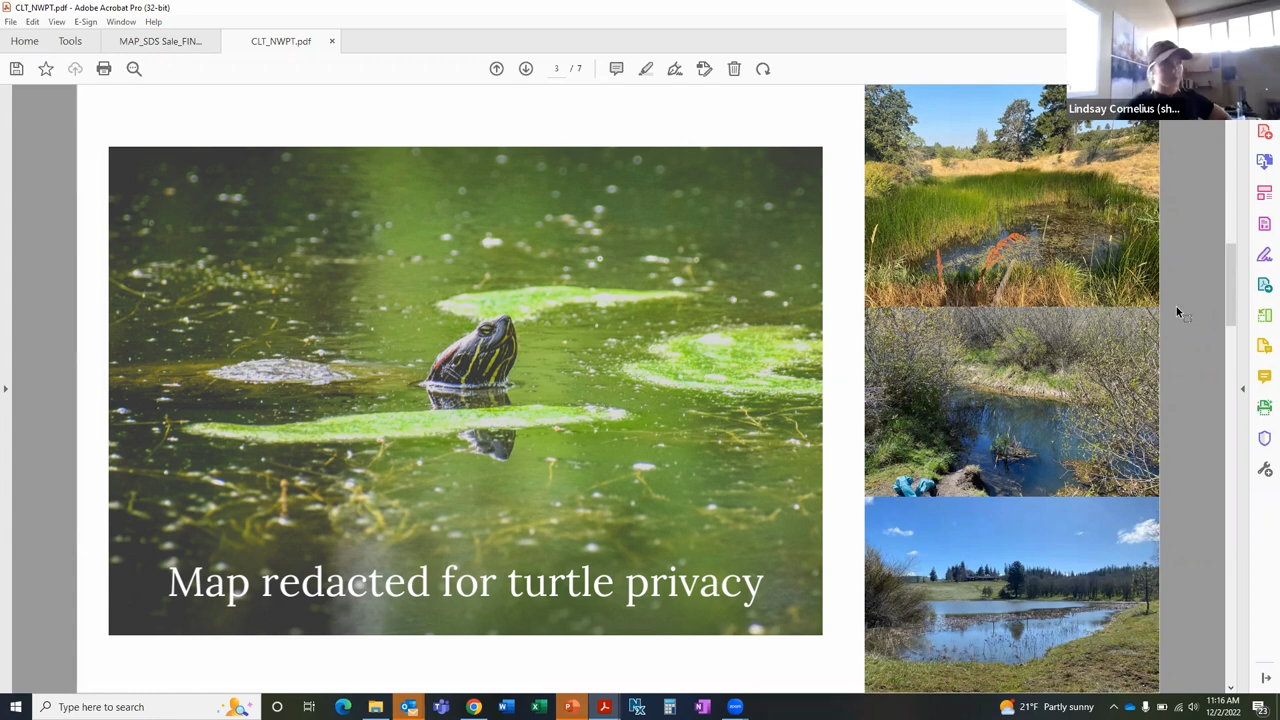 CLT_NWPT.pdf - Adobe Acrobat Pro (32-bit)
File Edit View E-Sign Window Help
Home Tools MAP_SDS Sale_FIN... CLT_NWPT.pdf ×
3 / 7
Lindsay Cornelius (sh...
Map redacted for turtle privacy
Type here to search
21°F Partly sunny
11:16 AM
12/2/2022
23